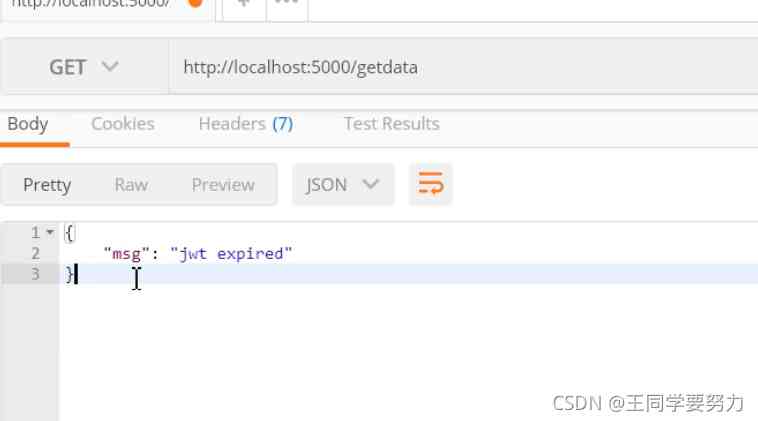 http://localhost:5000/
+
GET
http://localhost:5000/getdata
Body Cookies Headers (7) Test Results
Pretty Raw Preview JSON
1 {
2 "msg": "jwt expired"
3 }
CSDN @王同学要努力